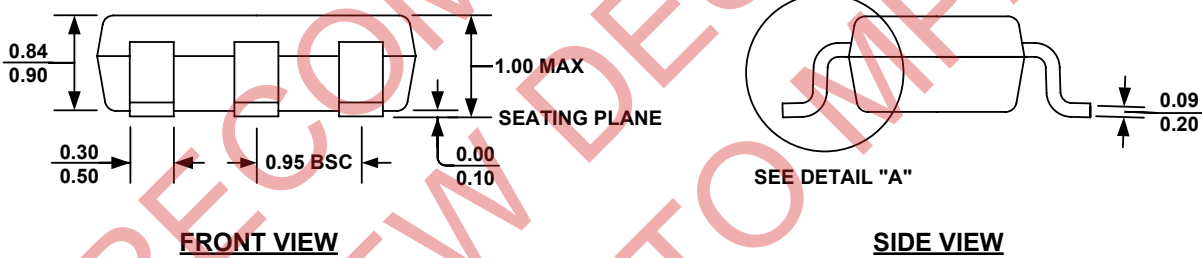 0.84
0.90
1.00 MAX
SEATING PLANE
0.30
0.50
0.95 BSC
0.00
0.10
FRONT VIEW
0.09
0.20
SEE DETAIL "A"
SIDE VIEW